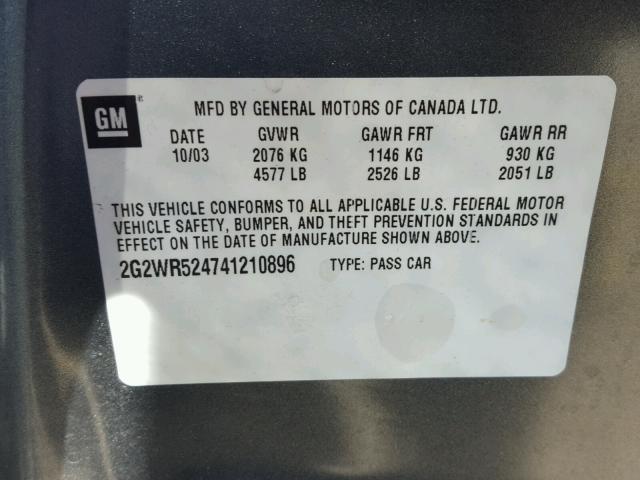 GM®
MFD BY GENERAL MOTORS OF CANADA LTD.
DATE GVWR GAWR FRT GAWR RR
10/03 2076 KG 1146 KG 930 KG
4577 LB 2526 LB 2051 LB
THIS VEHICLE CONFORMS TO ALL APPLICABLE U.S. FEDERAL MOTOR
VEHICLE SAFETY, BUMPER, AND THEFT PREVENTION STANDARDS IN
EFFECT ON THE DATE OF MANUFACTURE SHOWN ABOVE.
2G2WR524741210896 TYPE: PASS CAR